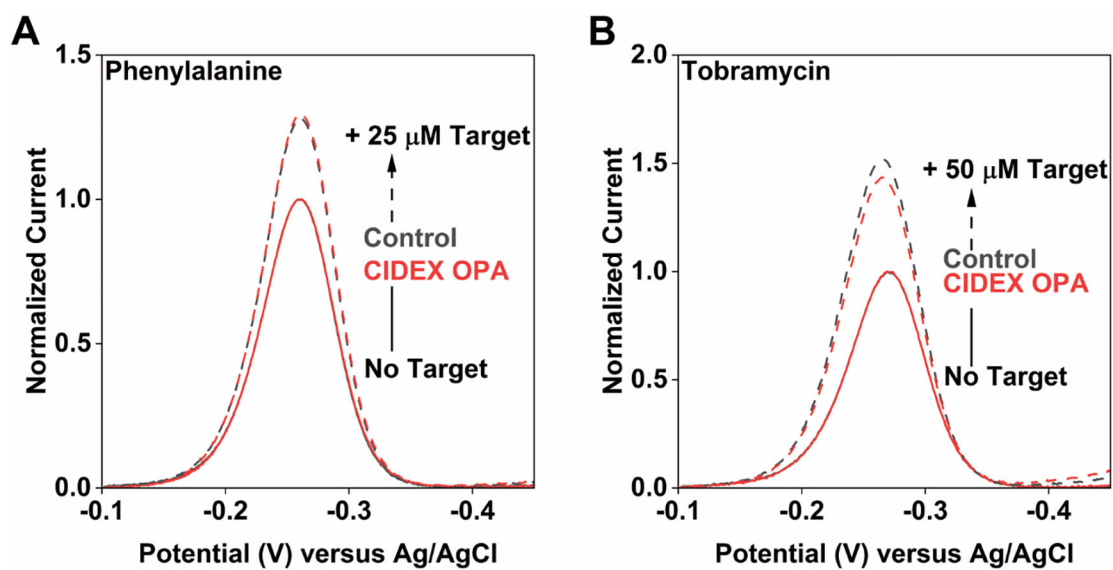 A
Phenylalanine
1.5
1.0
0.5
0.0
Normalized Current
+ 25 μM Target
Control
CIDEX OPA
No Target
-0.1
-0.2
-0.3
-0.4
Potential (V) versus Ag/AgCl
B
Tobramycin
2.0
1.5
1.0
0.5
0.0
Normalized Current
+ 50 μM Target
Control
CIDEX OPA
No Target
-0.1
-0.2
-0.3
-0.4
Potential (V) versus Ag/AgCl